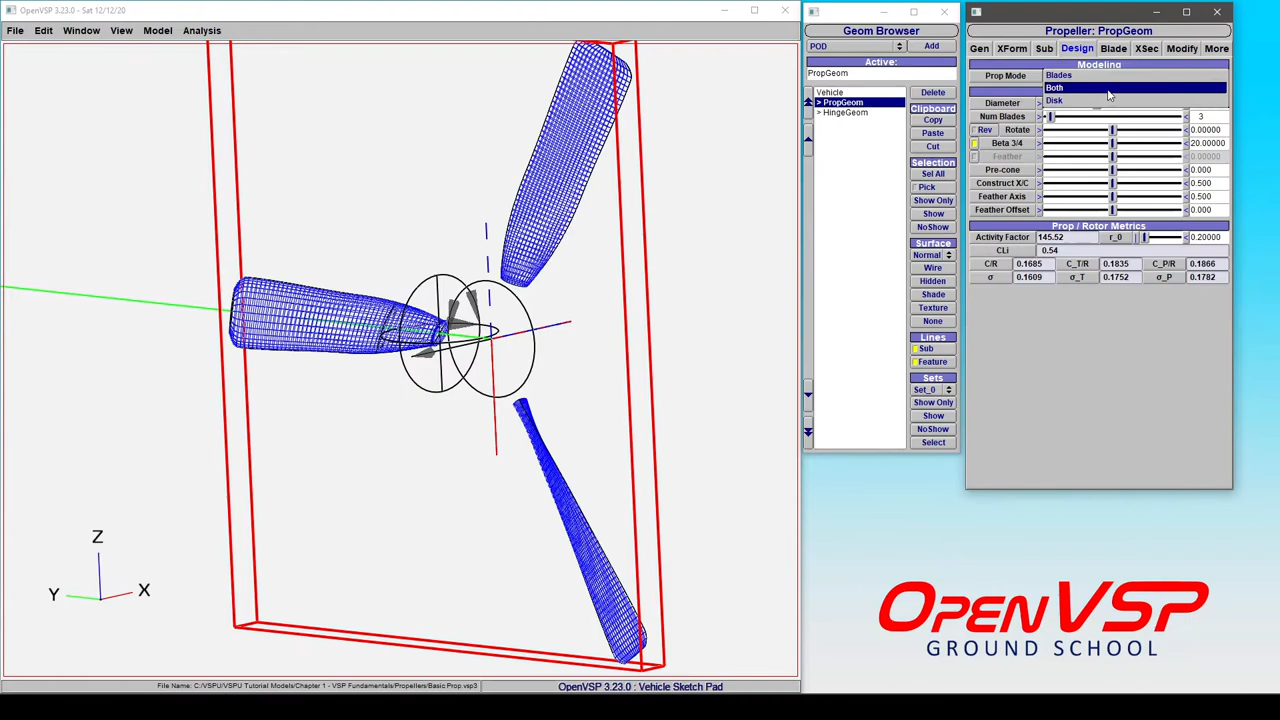 OpenVSP 3.23.0 - Sat 12/12/20
File Edit Window View Model Analysis
Z
Y
X
File Name: C:/VSPU/VSPU Tutorial Models/Chapter 1 - VSP Fundamentals/Propellers/Basic Prop.vsp3
OpenVSP 3.23.0 : Vehicle Sketch Pad
Geom Browser
POD Add
Active:
PropGeom
Vehicle
> PropGeom
> HingeGeom
Delete
Clipboard
Copy
Paste
Cut
Selection
Sel All
Pick
Show Only
Show
NoShow
Surface
Normal
Wire
Hidden
Shade
Texture
None
Lines
Sub
Feature
Sets
Set_0
Show Only
Show
NoShow
Select
Propeller: PropGeom
Gen XForm Sub Design Blade XSec Modify More
Modeling
Prop Mode Blades
Both
Disk
Diameter >
Num Blades > < 3
Rev Rotate > < 0.00000
Beta 3/4 > < 20.00000
Feather > < 0.00000
Pre-cone > < 0.000
Construct X/C > < 0.500
Feather Axis > < 0.500
Feather Offset > < 0.000
Prop / Rotor Metrics
Activity Factor 145.52 r_0 < 0.20000
CLi 0.54
C/R 0.1685 C_T/R 0.1835 C_P/R 0.1866
σ 0.1609 σ_T 0.1752 σ_P 0.1782
OPENVSP
GROUND SCHOOL